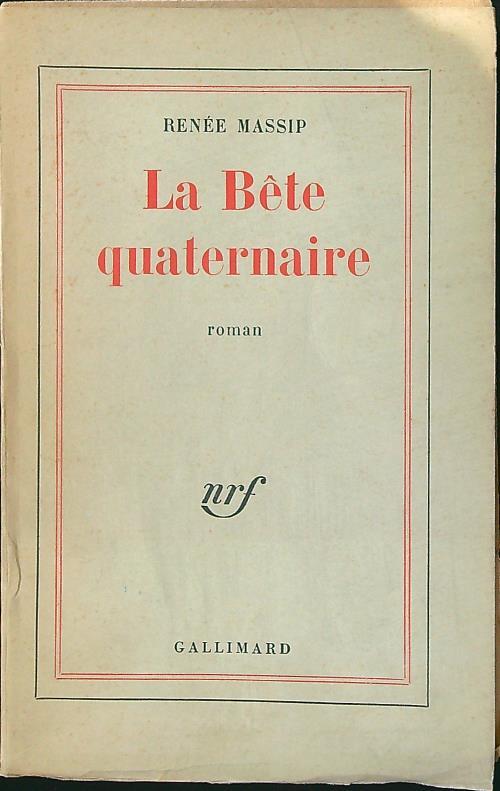 RENÉE MASSIP
La Bête
quaternaire
roman
nrf
GALLIMARD